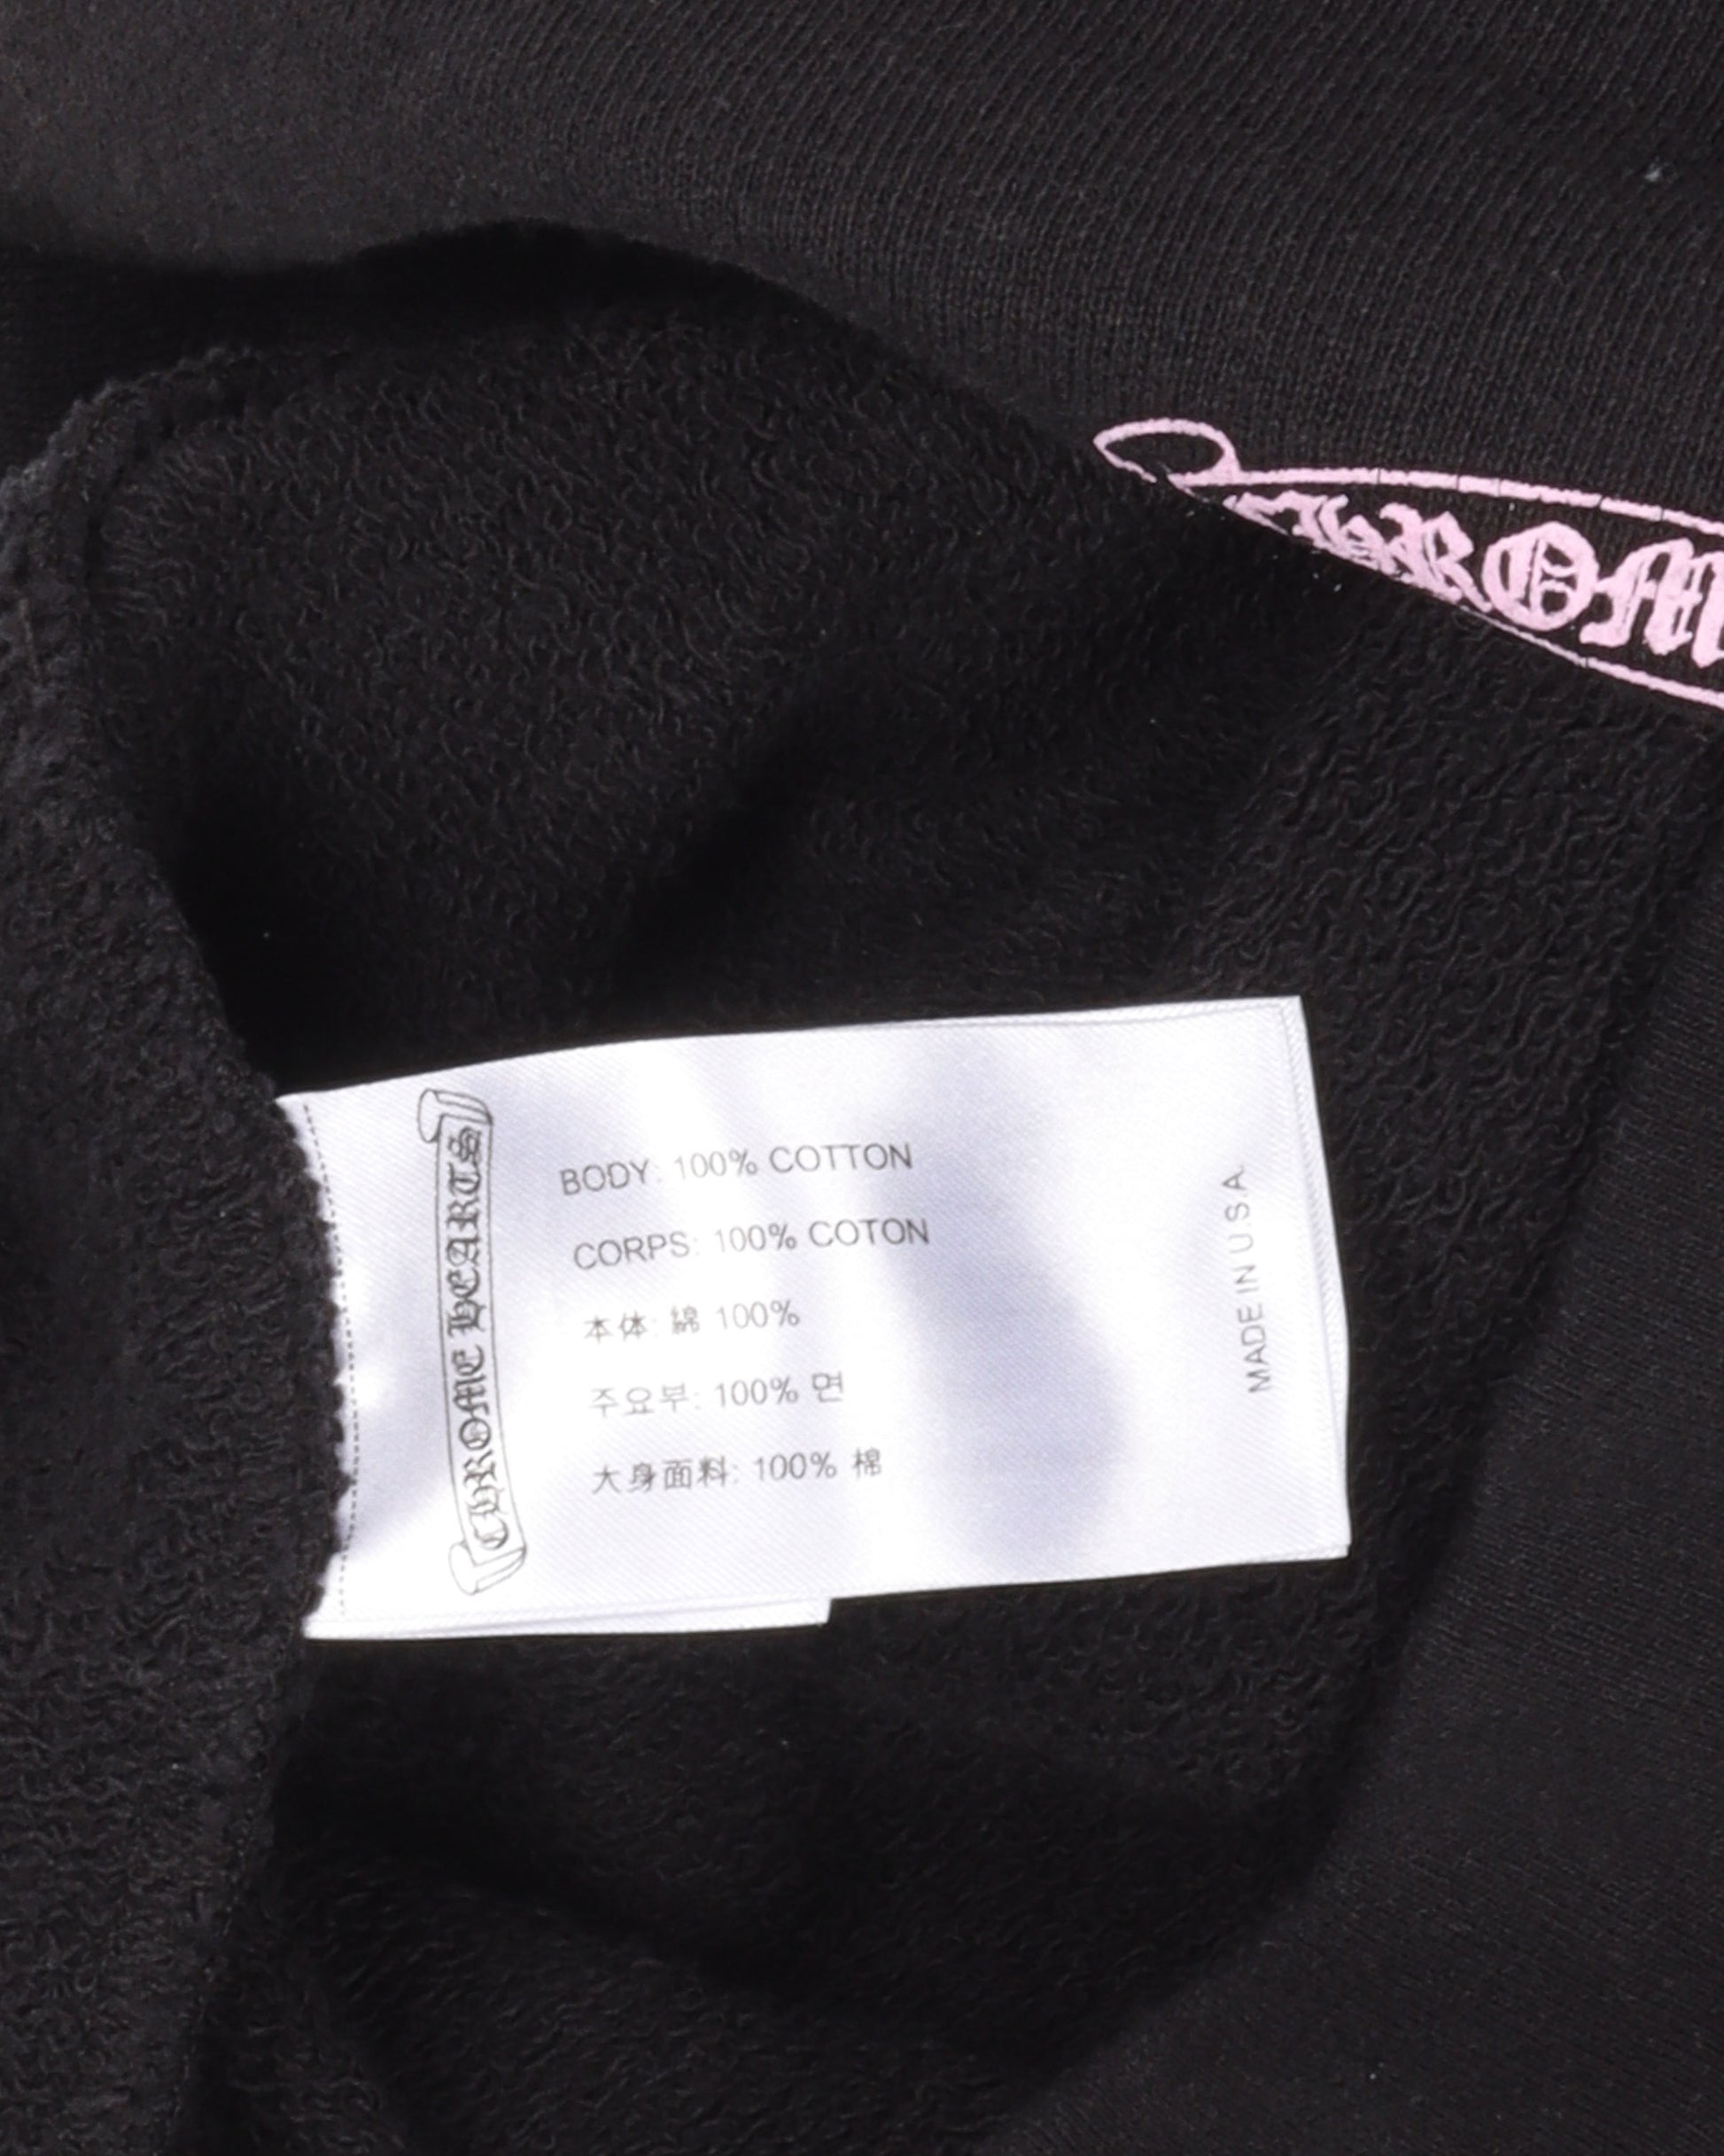 CHROM
CHROME HEARTS
BODY: 100% COTTON
CORPS: 100% COTON
本体: 綿 100%
주요부: 100% 면
大身面料: 100% 棉
MADE IN U.S.A.